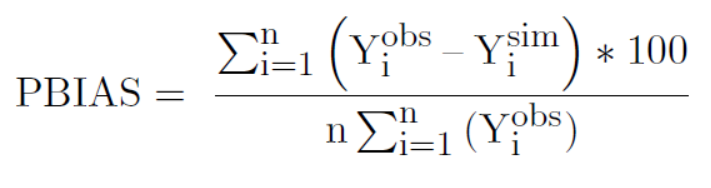 PBIAS = \frac{\sum_{i=1}^{n} \left( Y_i^{obs} – Y_i^{sim} \right) * 100}{n \sum_{i=1}^{n} \left( Y_i^{obs} \right)}